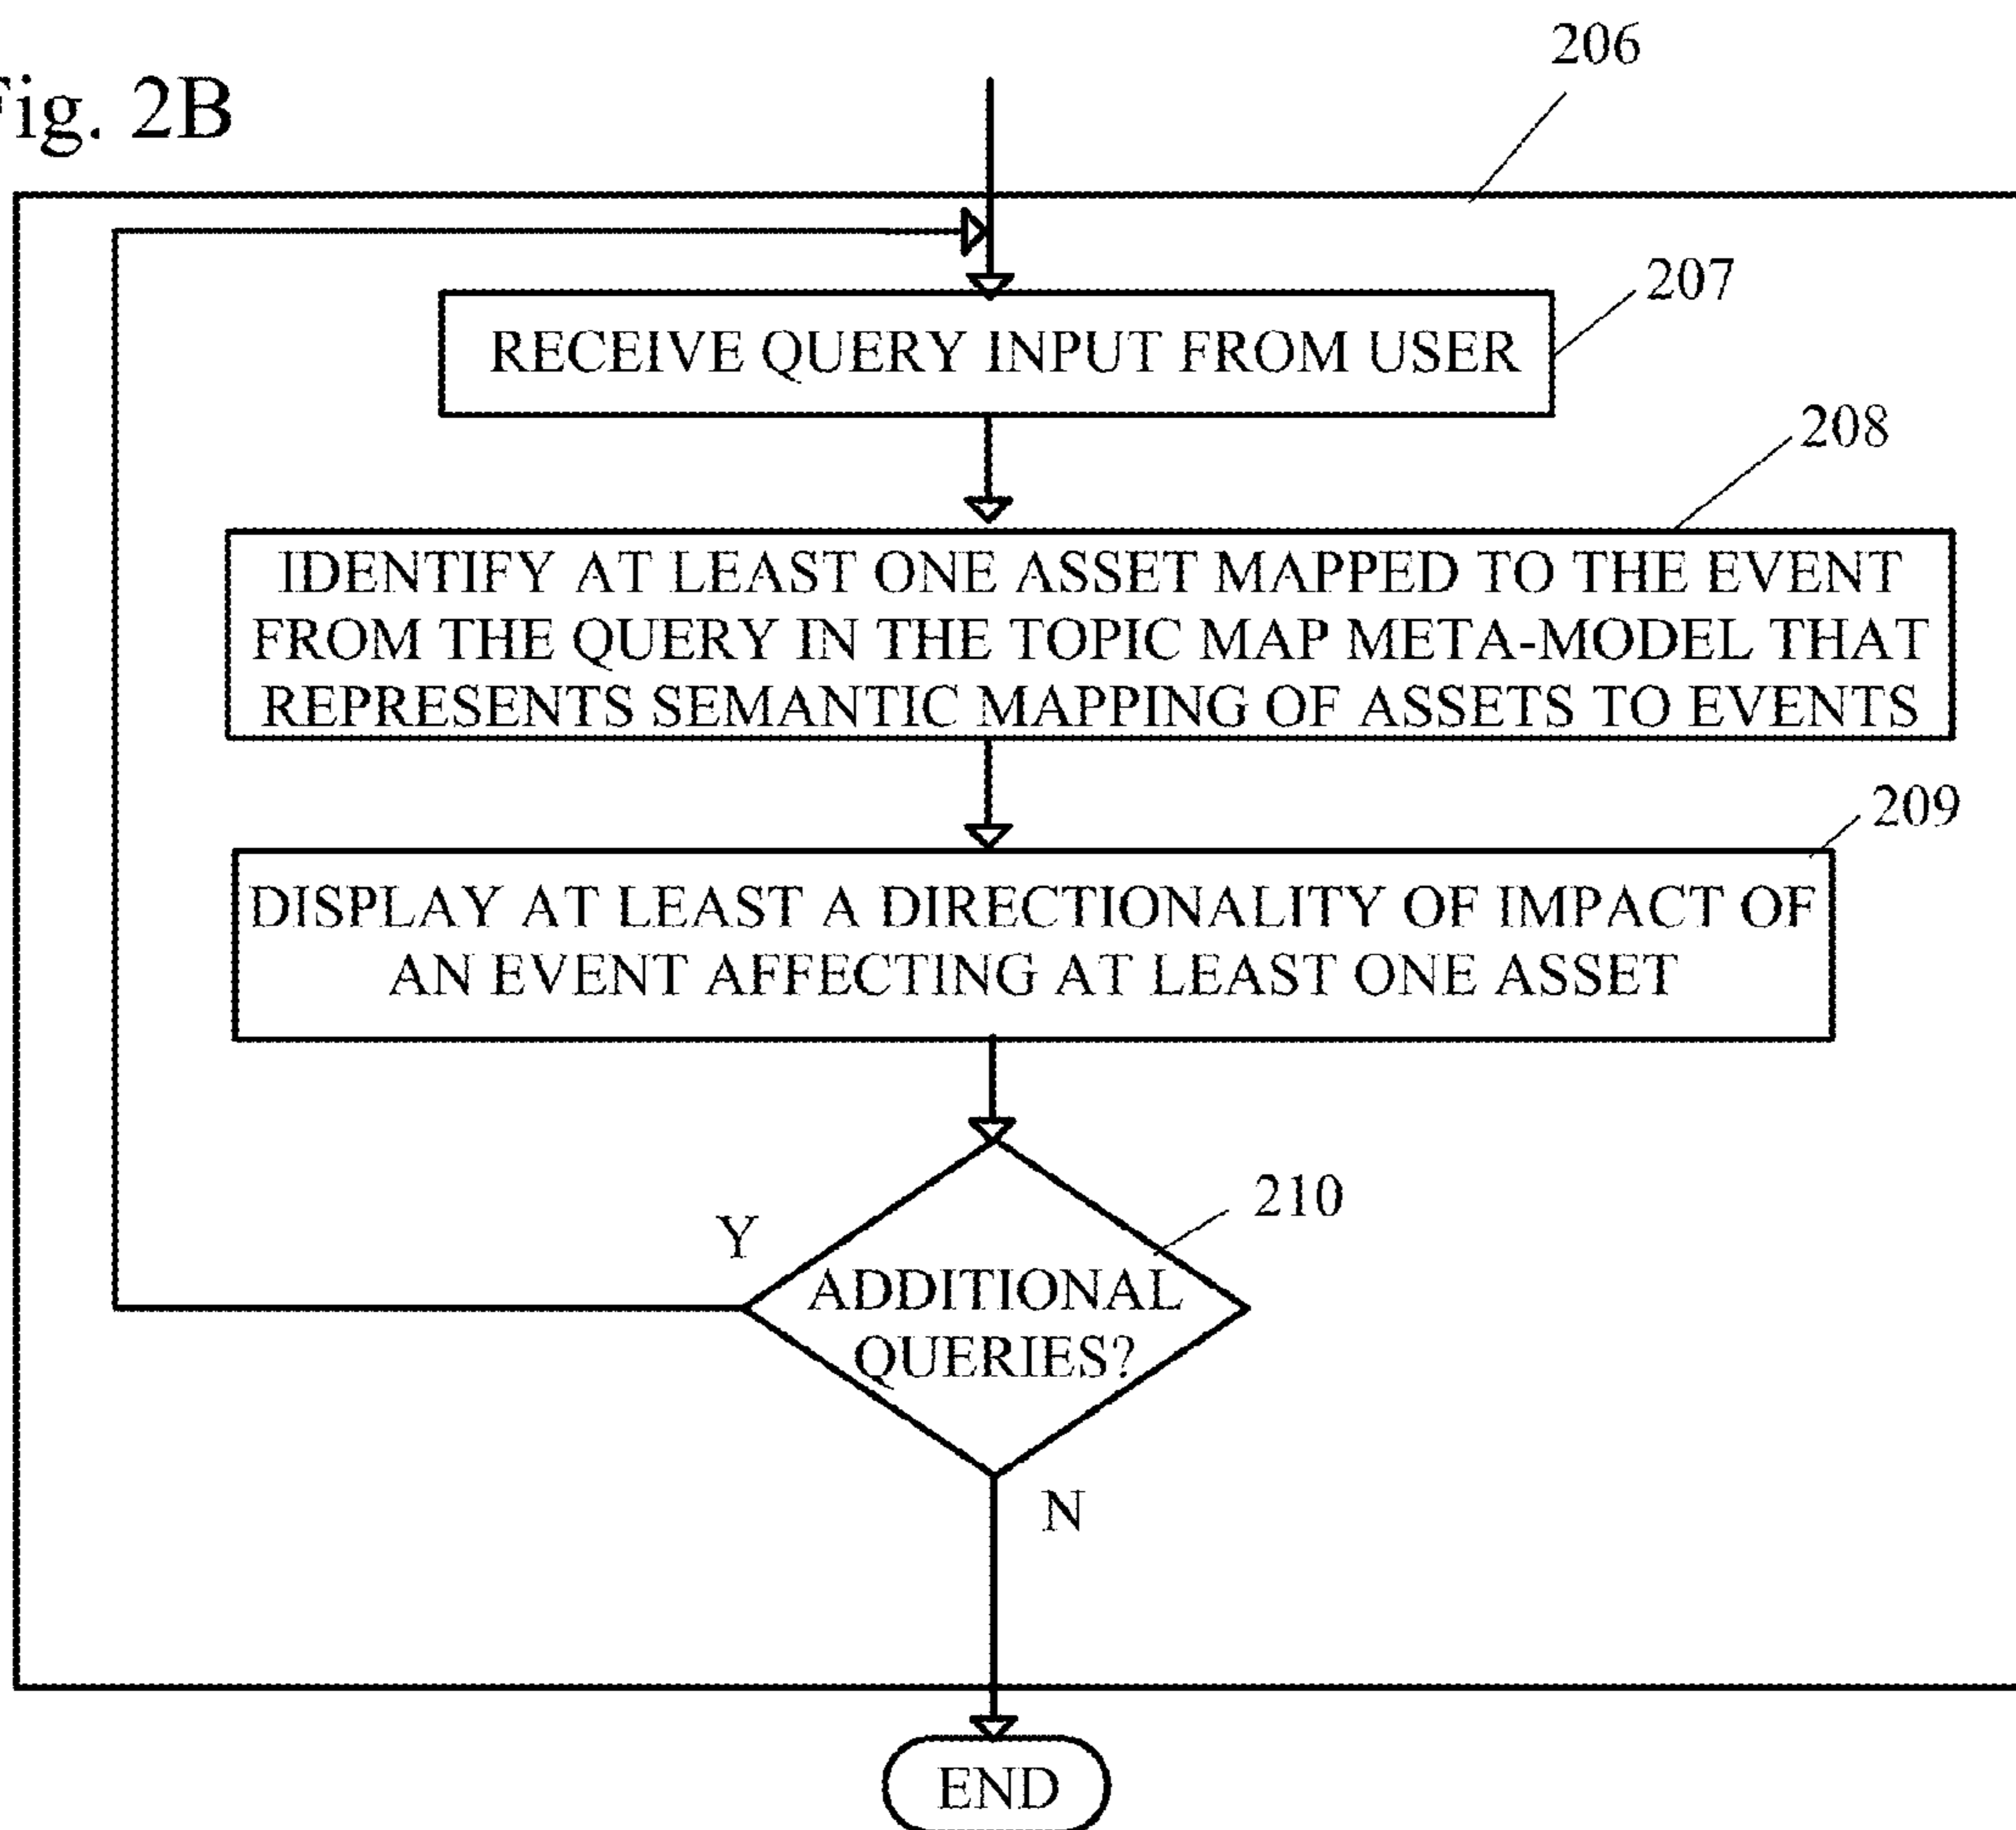 Fig. 2B
206
207
RECEIVE QUERY INPUT FROM USER
208
IDENTIFY AT LEAST ONE ASSET MAPPED TO THE EVENT
FROM THE QUERY IN THE TOPIC MAP META-MODEL THAT
REPRESENTS SEMANTIC MAPPING OF ASSETS TO EVENTS
209
DISPLAY AT LEAST A DIRECTIONALITY OF IMPACT OF
AN EVENT AFFECTING AT LEAST ONE ASSET
210
Y
ADDITIONAL
QUERIES?
N
END